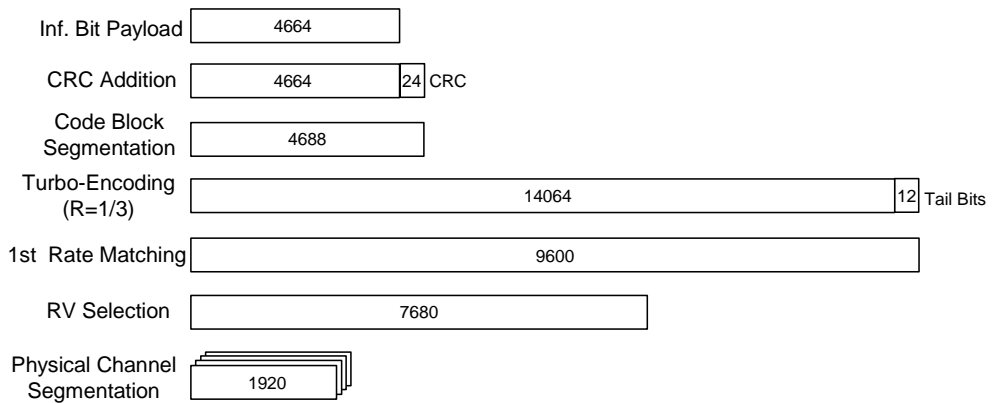 Inf. Bit Payload 4664
CRC Addition 4664 24 CRC
Code Block
Segmentation 4688
Turbo-Encoding
(R=1/3) 14064 12 Tail Bits
1st Rate Matching 9600
RV Selection 7680
Physical Channel
Segmentation 1920